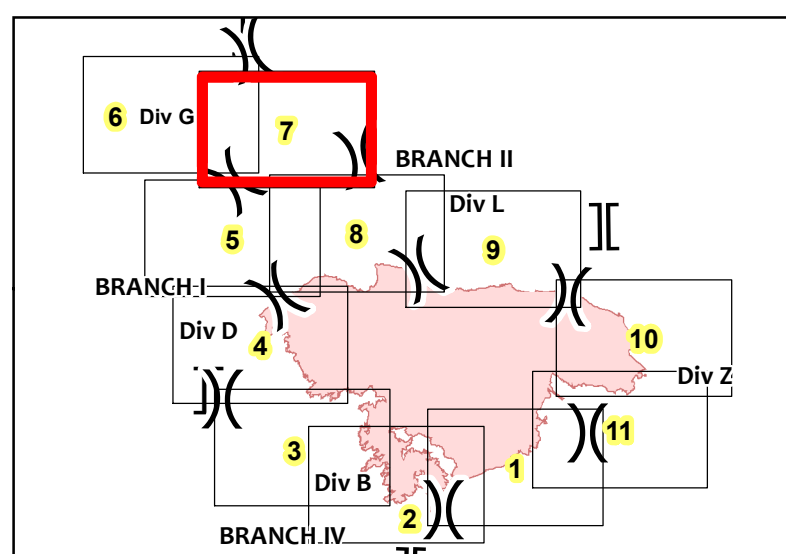 6 Div G 7
BRANCH II
Div L
5 8 9
BRANCH I
Div D
4 10
Div Z
3 11
1
Div B
2
BRANCH IV